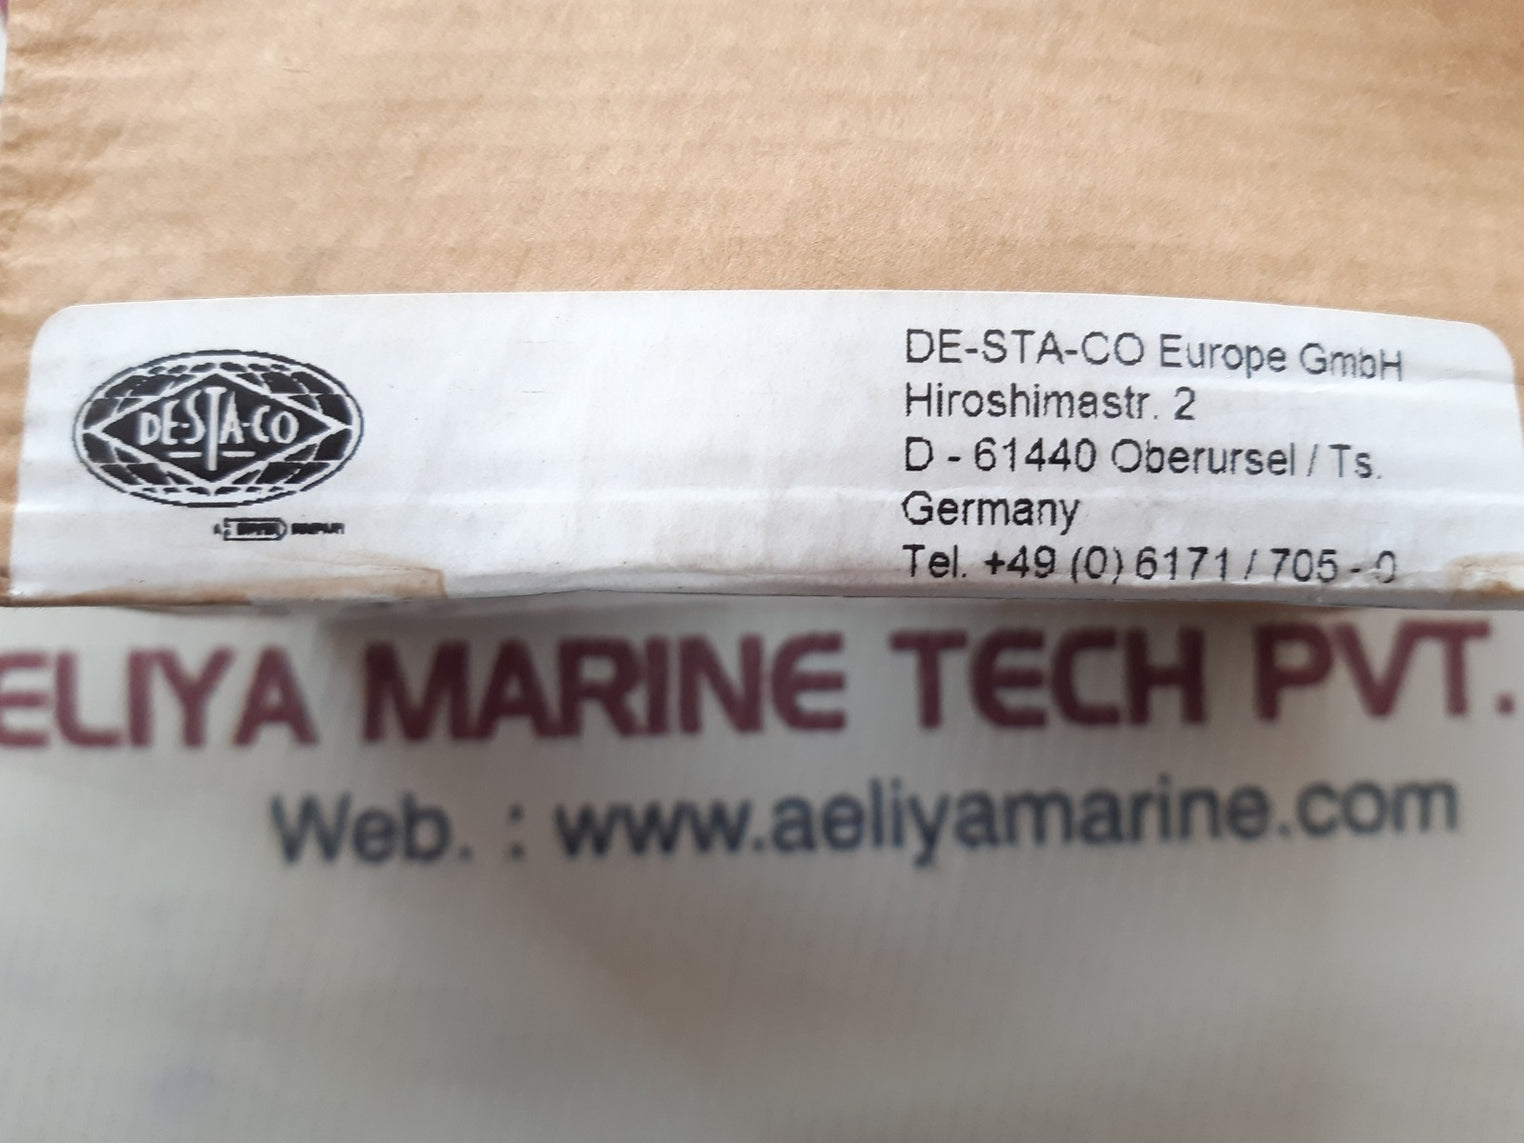 DE-STA-CO
DE-STA-CO Europe GmbH
Hiroshimastr. 2
D - 61440 Oberursel / Ts.
Germany
Tel. +49 (0) 6171 / 705 - 0
ELIYA MARINE TECH PVT.
Web. : www.aeliyamarine.com